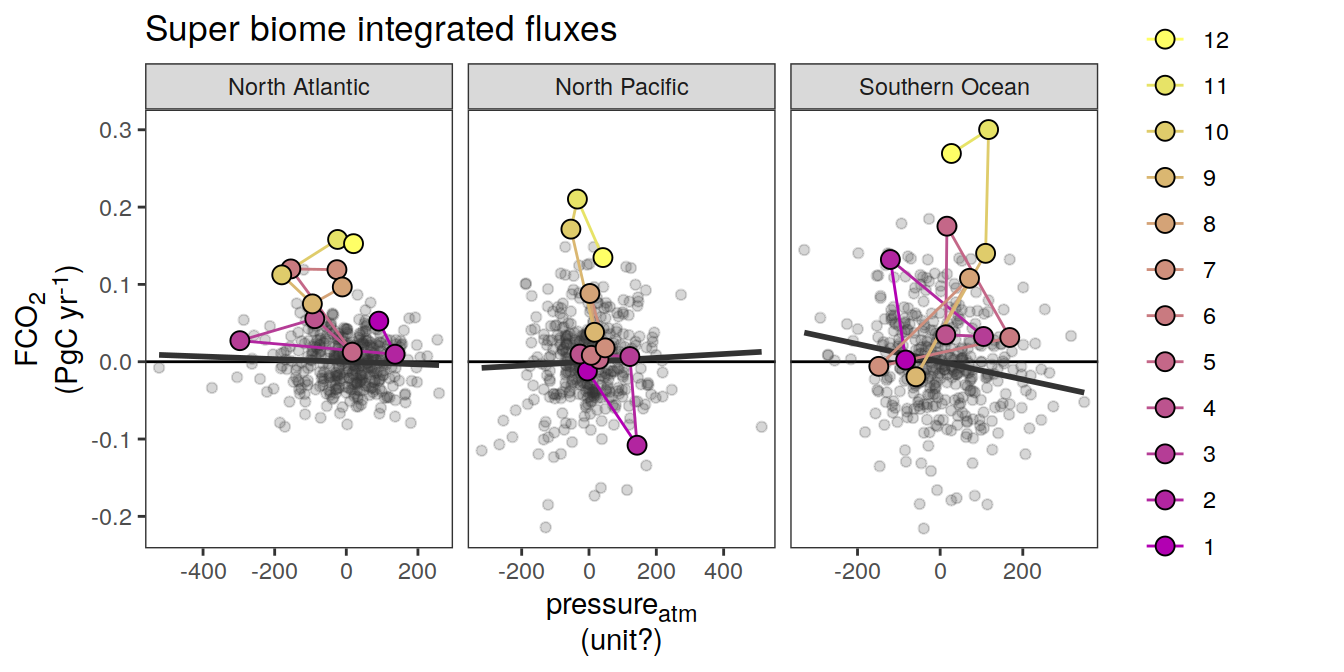 Super biome integrated fluxes
North Atlantic
North Pacific
Southern Ocean
FCO2
(PgC yr-1)
0.3
0.2
0.1
0.0
-0.1
-0.2
-400 -200 0 200
-200 0 200 400
-200 0 200
pressureatm
(unit?)
12
11
10
9
8
7
6
5
4
3
2
1